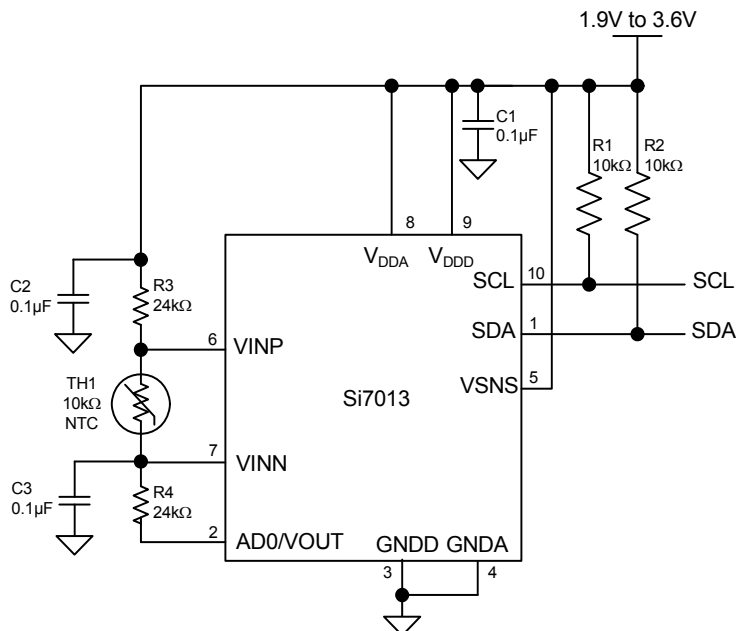 1.9V to 3.6V
C1
0.1µF
R1
10kΩ
R2
10kΩ
8
9
VDDA
VDDD
C2
0.1µF
R3
24kΩ
SCL
10
SCL
6
VINP
SDA
1
SDA
TH1
10kΩ
NTC
Si7013
VSNS
5
7
VINN
C3
0.1µF
R4
24kΩ
2
AD0/VOUT
GNDD
GNDA
3
4